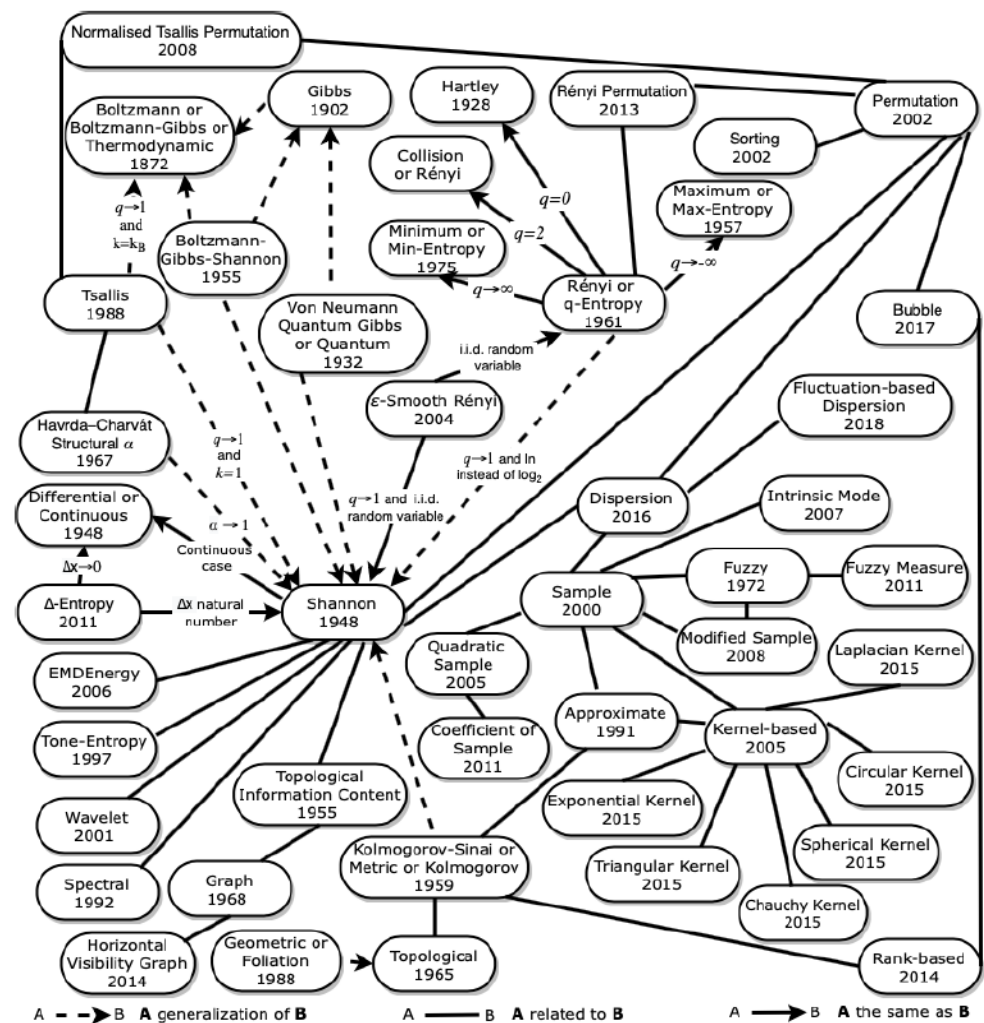 Normalised Tsallis Permutation
2008
Gibbs
1902
Hartley
1928
Rényi Permutation
2013
Permutation
2002
Boltzmann or
Boltzmann-Gibbs or
Thermodynamic
1872
Sorting
2002
Collision
or Rényi
Maximum or
Max-Entropy
1957
q→1
and
k=k_B
q=0
q=2
Boltzmann-
Gibbs-Shannon
1955
Minimum or
Min-Entropy
1975
q→-∞
q→∞
Tsallis
1988
Von Neumann
Quantum Gibbs
or Quantum
1932
Rényi or
q-Entropy
1961
Bubble
2017
i.i.d. random
variable
ε-Smooth Rényi
2004
Fluctuation-based
Dispersion
2018
Havrda–Charvát
Structural α
1967
q→1
and
k=1
q→1 and ln
instead of log₂
Differential or
Continuous
1948
α→1
q→1 and i.i.d.
random variable
Dispersion
2016
Intrinsic Mode
2007
Continuous
case
Δx→0
Δ-Entropy
2011
Δx natural
number
Shannon
1948
Sample
2000
Fuzzy
1972
Fuzzy Measure
2011
EMDEnergy
2006
Quadratic
Sample
2005
Modified Sample
2008
Laplacian Kernel
2015
Tone-Entropy
1997
Coefficient of
Sample
2011
Approximate
1991
Kernel-based
2005
Circular Kernel
2015
Wavelet
2001
Topological
Information Content
1955
Exponential Kernel
2015
Spherical Kernel
2015
Kolmogorov-Sinai or
Metric or Kolmogorov
1959
Triangular Kernel
2015
Spectral
1992
Graph
1968
Chauchy Kernel
2015
Horizontal
Visibility Graph
2014
Geometric or
Foliation
1988
Topological
1965
Rank-based
2014
A B A generalization of B
A B A related to B
A B A the same as B